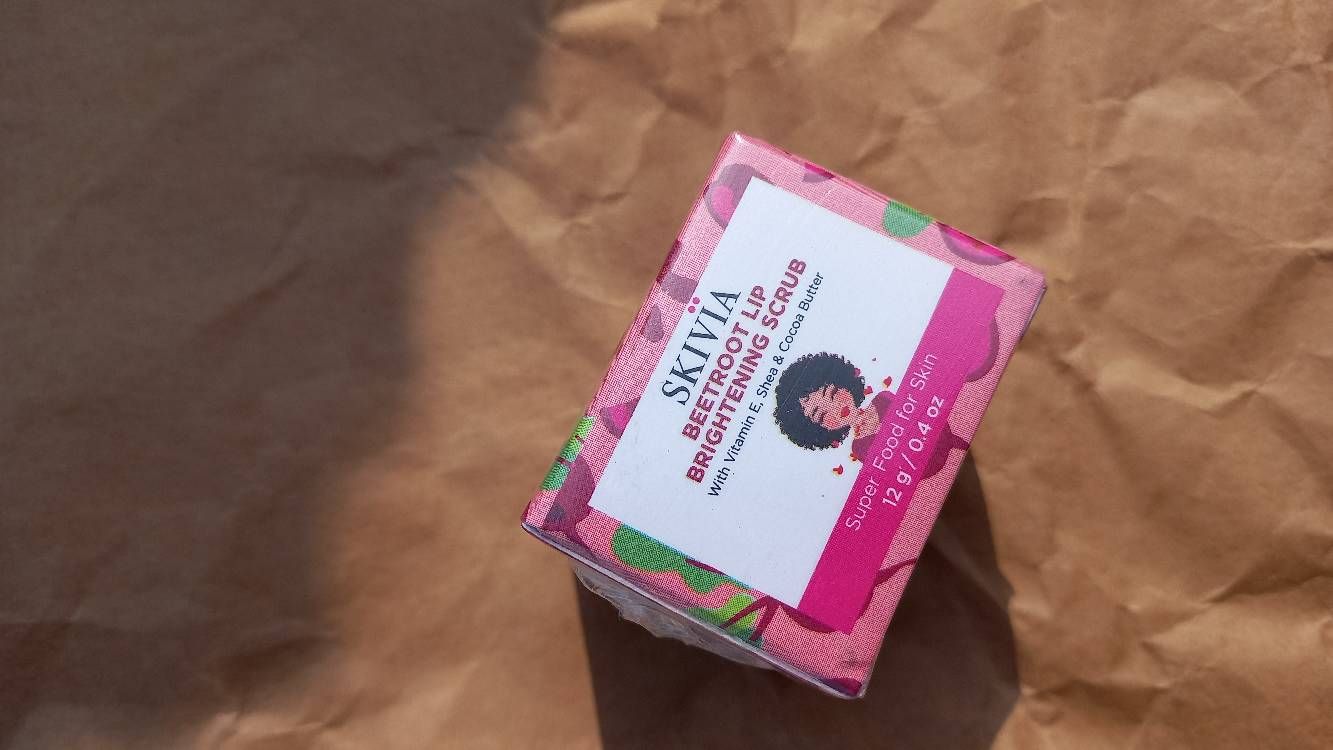 SKIVIA
BEETROOT LIP
BRIGHTENING SCRUB
With Vitamin E, Shea & Cocoa Butter
Super Food for Skin
12 g / 0.4 oz